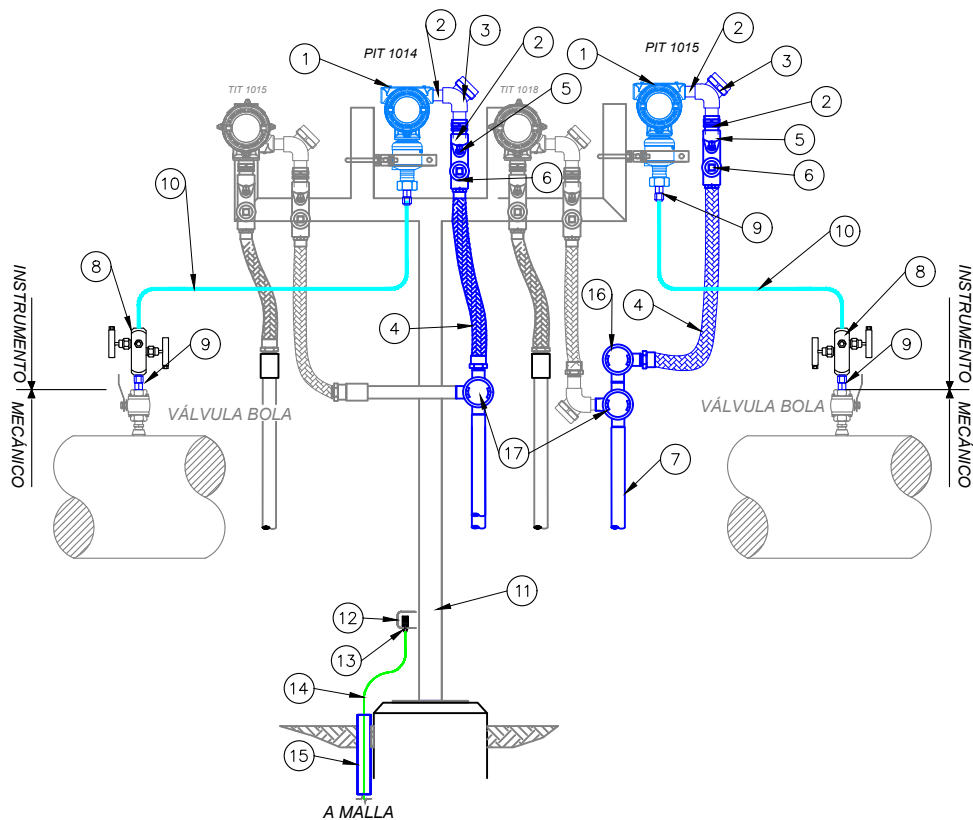 2
3
2
PIT 1014
PIT 1015
1
2
5
1
3
TIT 1015
TIT 1018
2
5
6
6
10
9
10
8
16
8
INSTRUMENTO
4
4
INSTRUMENTO
9
9
MECÁNICO
VÁLVULA BOLA
VÁLVULA BOLA
MECÁNICO
17
7
11
12
13
14
15
A MALLA